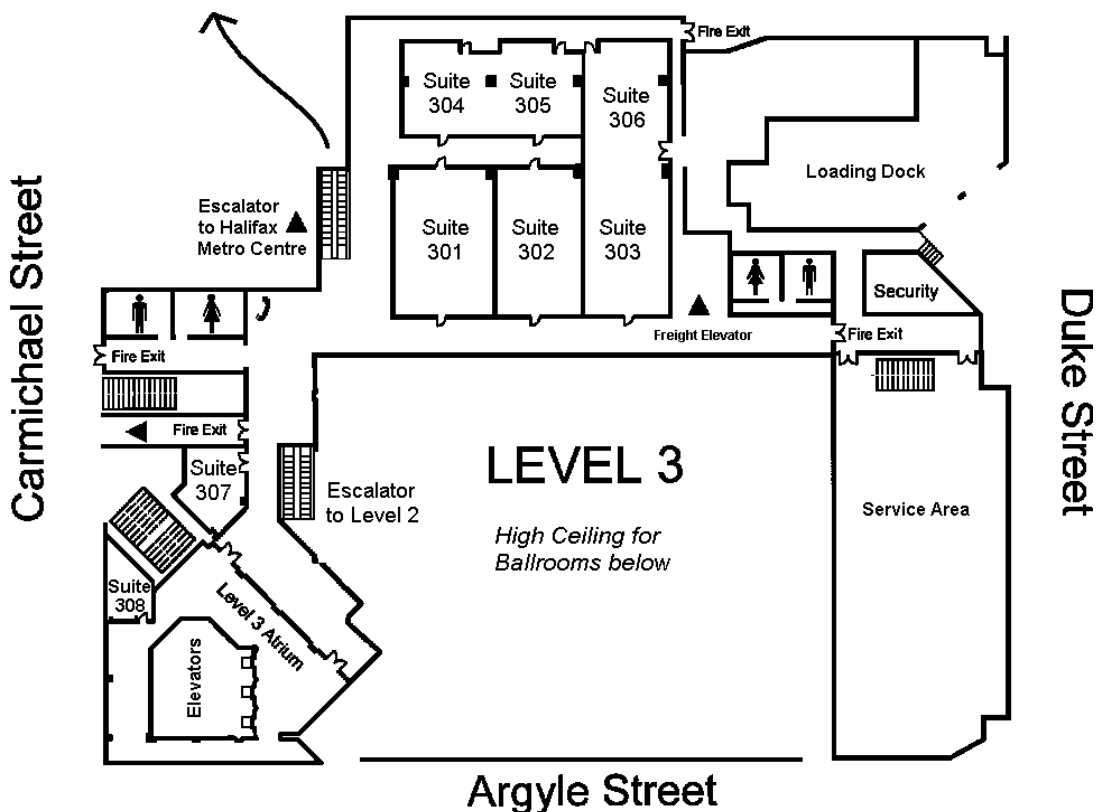 Fire Exit
Suite
304
Suite
305
Suite
306
Loading Dock
Escalator
to Halifax
Metro Centre
Suite
301
Suite
302
Suite
303
Security
Carmichael Street
Duke Street
Freight Elevator
Fire Exit
Fire Exit
Fire Exit
Suite
307
Escalator
to Level 2
LEVEL 3
High Ceiling for
Ballrooms below
Service Area
Suite
308
Level 3 Atrium
Elevators
Argyle Street